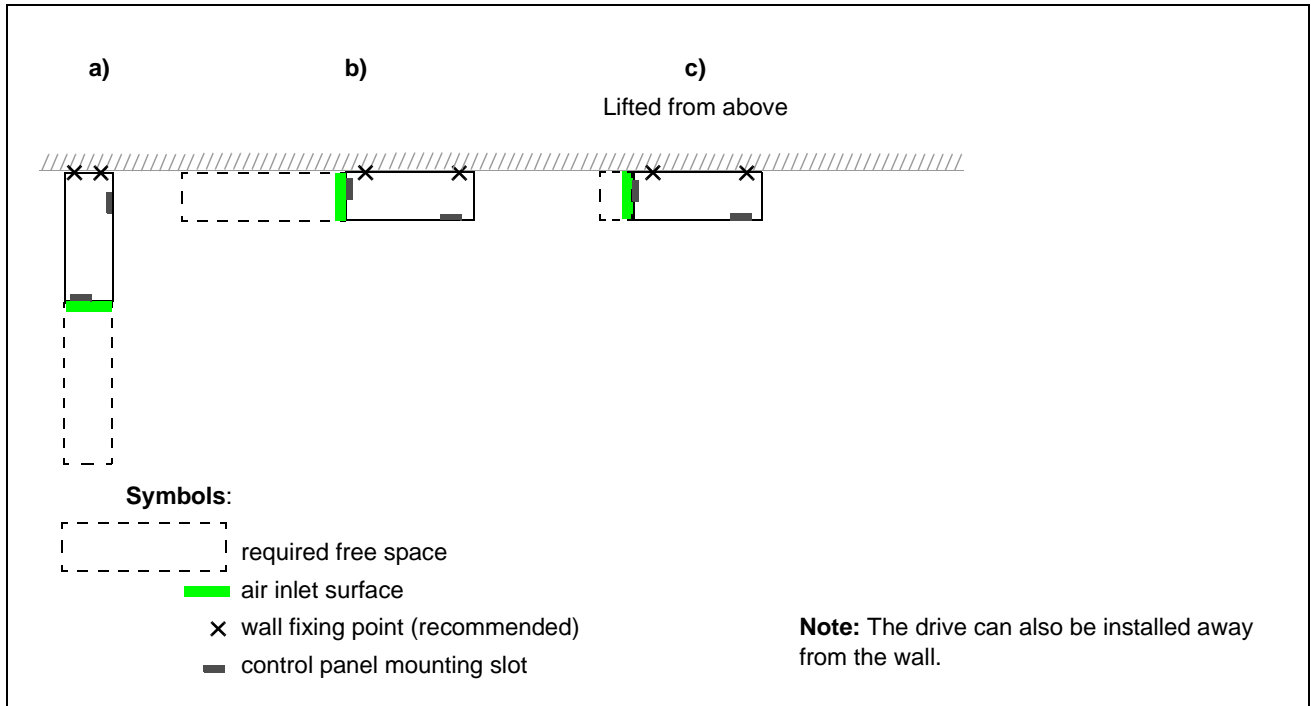 a)
b)
c)
Lifted from above
Symbols:
required free space
air inlet surface
wall fixing point (recommended)
control panel mounting slot
Note: The drive can also be installed away
from the wall.